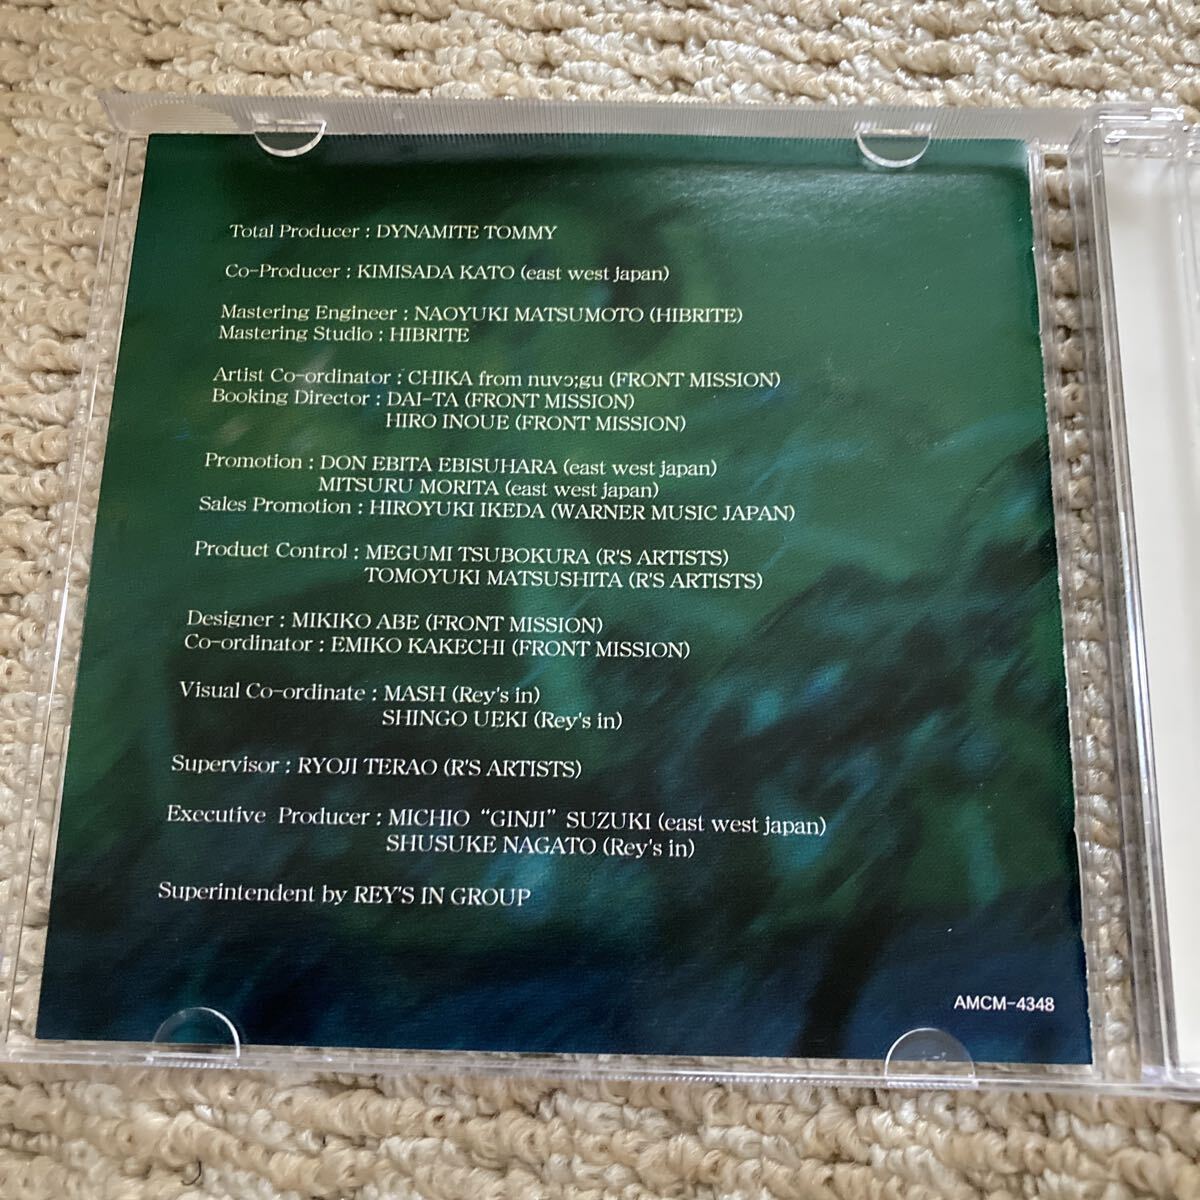 Total Producer : DYNAMITE TOMMY
Co-Producer : KIMISADA KATO (east west japan)
Mastering Engineer : NAOYUKI MATSUMOTO (HIBRITE)
Mastering Studio : HIBRITE
Artist Co-ordinator : CHIKA from nuvɔ;gu (FRONT MISSION)
Booking Director : DAI-TA (FRONT MISSION)
HIRO INOUE (FRONT MISSION)
Promotion : DON EBITA EBISUHARA (east west japan)
MITSURU MORITA (east west japan)
Sales Promotion : HIROYUKI IKEDA (WARNER MUSIC JAPAN)
Product Control : MEGUMI TSUBOKURA (R'S ARTISTS)
TOMOYUKI MATSUSHITA (R'S ARTISTS)
Designer : MIKIKO ABE (FRONT MISSION)
Co-ordinator : EMIKO KAKECHI (FRONT MISSION)
Visual Co-ordinate : MASH (Rey's in)
SHINGO UEKI (Rey's in)
Supervisor : RYOJI TERAO (R'S ARTISTS)
Executive Producer : MICHIO “GINJI” SUZUKI (east west japan)
SHUSUKE NAGATO (Rey's in)
Superintendent by REY'S IN GROUP
AMCM-4348